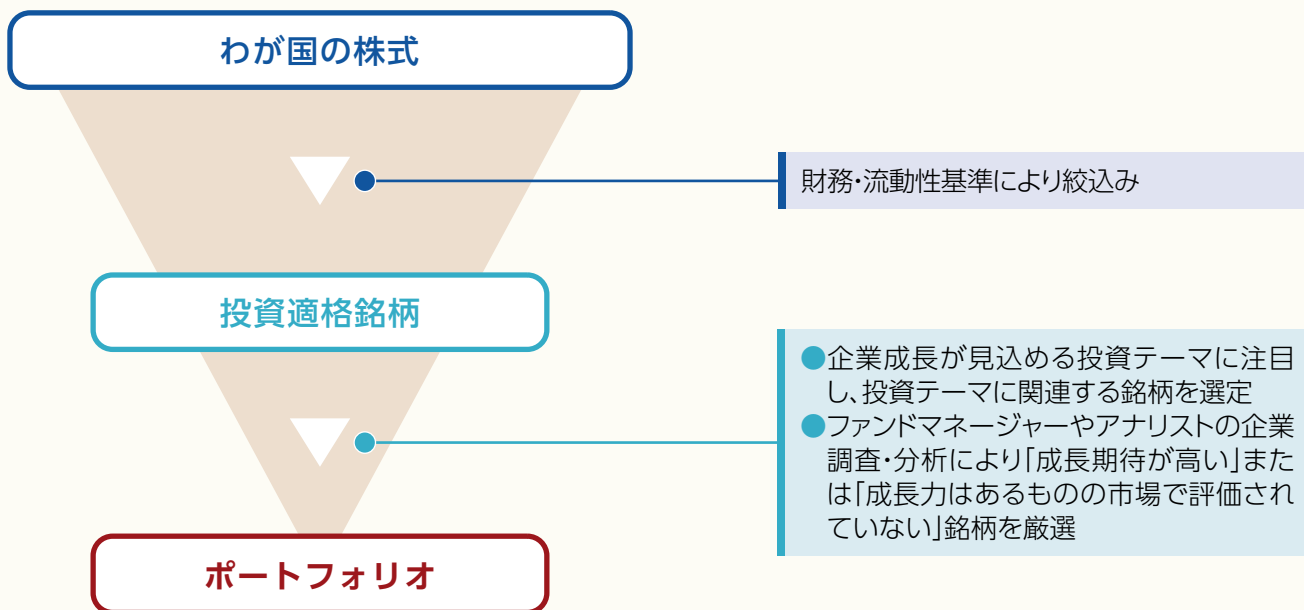 わが国の株式
財務・流動性基準により絞込み
投資適格銘柄
●企業成長が見込める投資テーマに注目
し、投資テーマに関連する銘柄を選定
●ファンドマネージャーやアナリストの企業
調査・分析により「成長期待が高い」また
は「成長力はあるものの市場で評価され
ていない」銘柄を厳選
ポートフォリオ